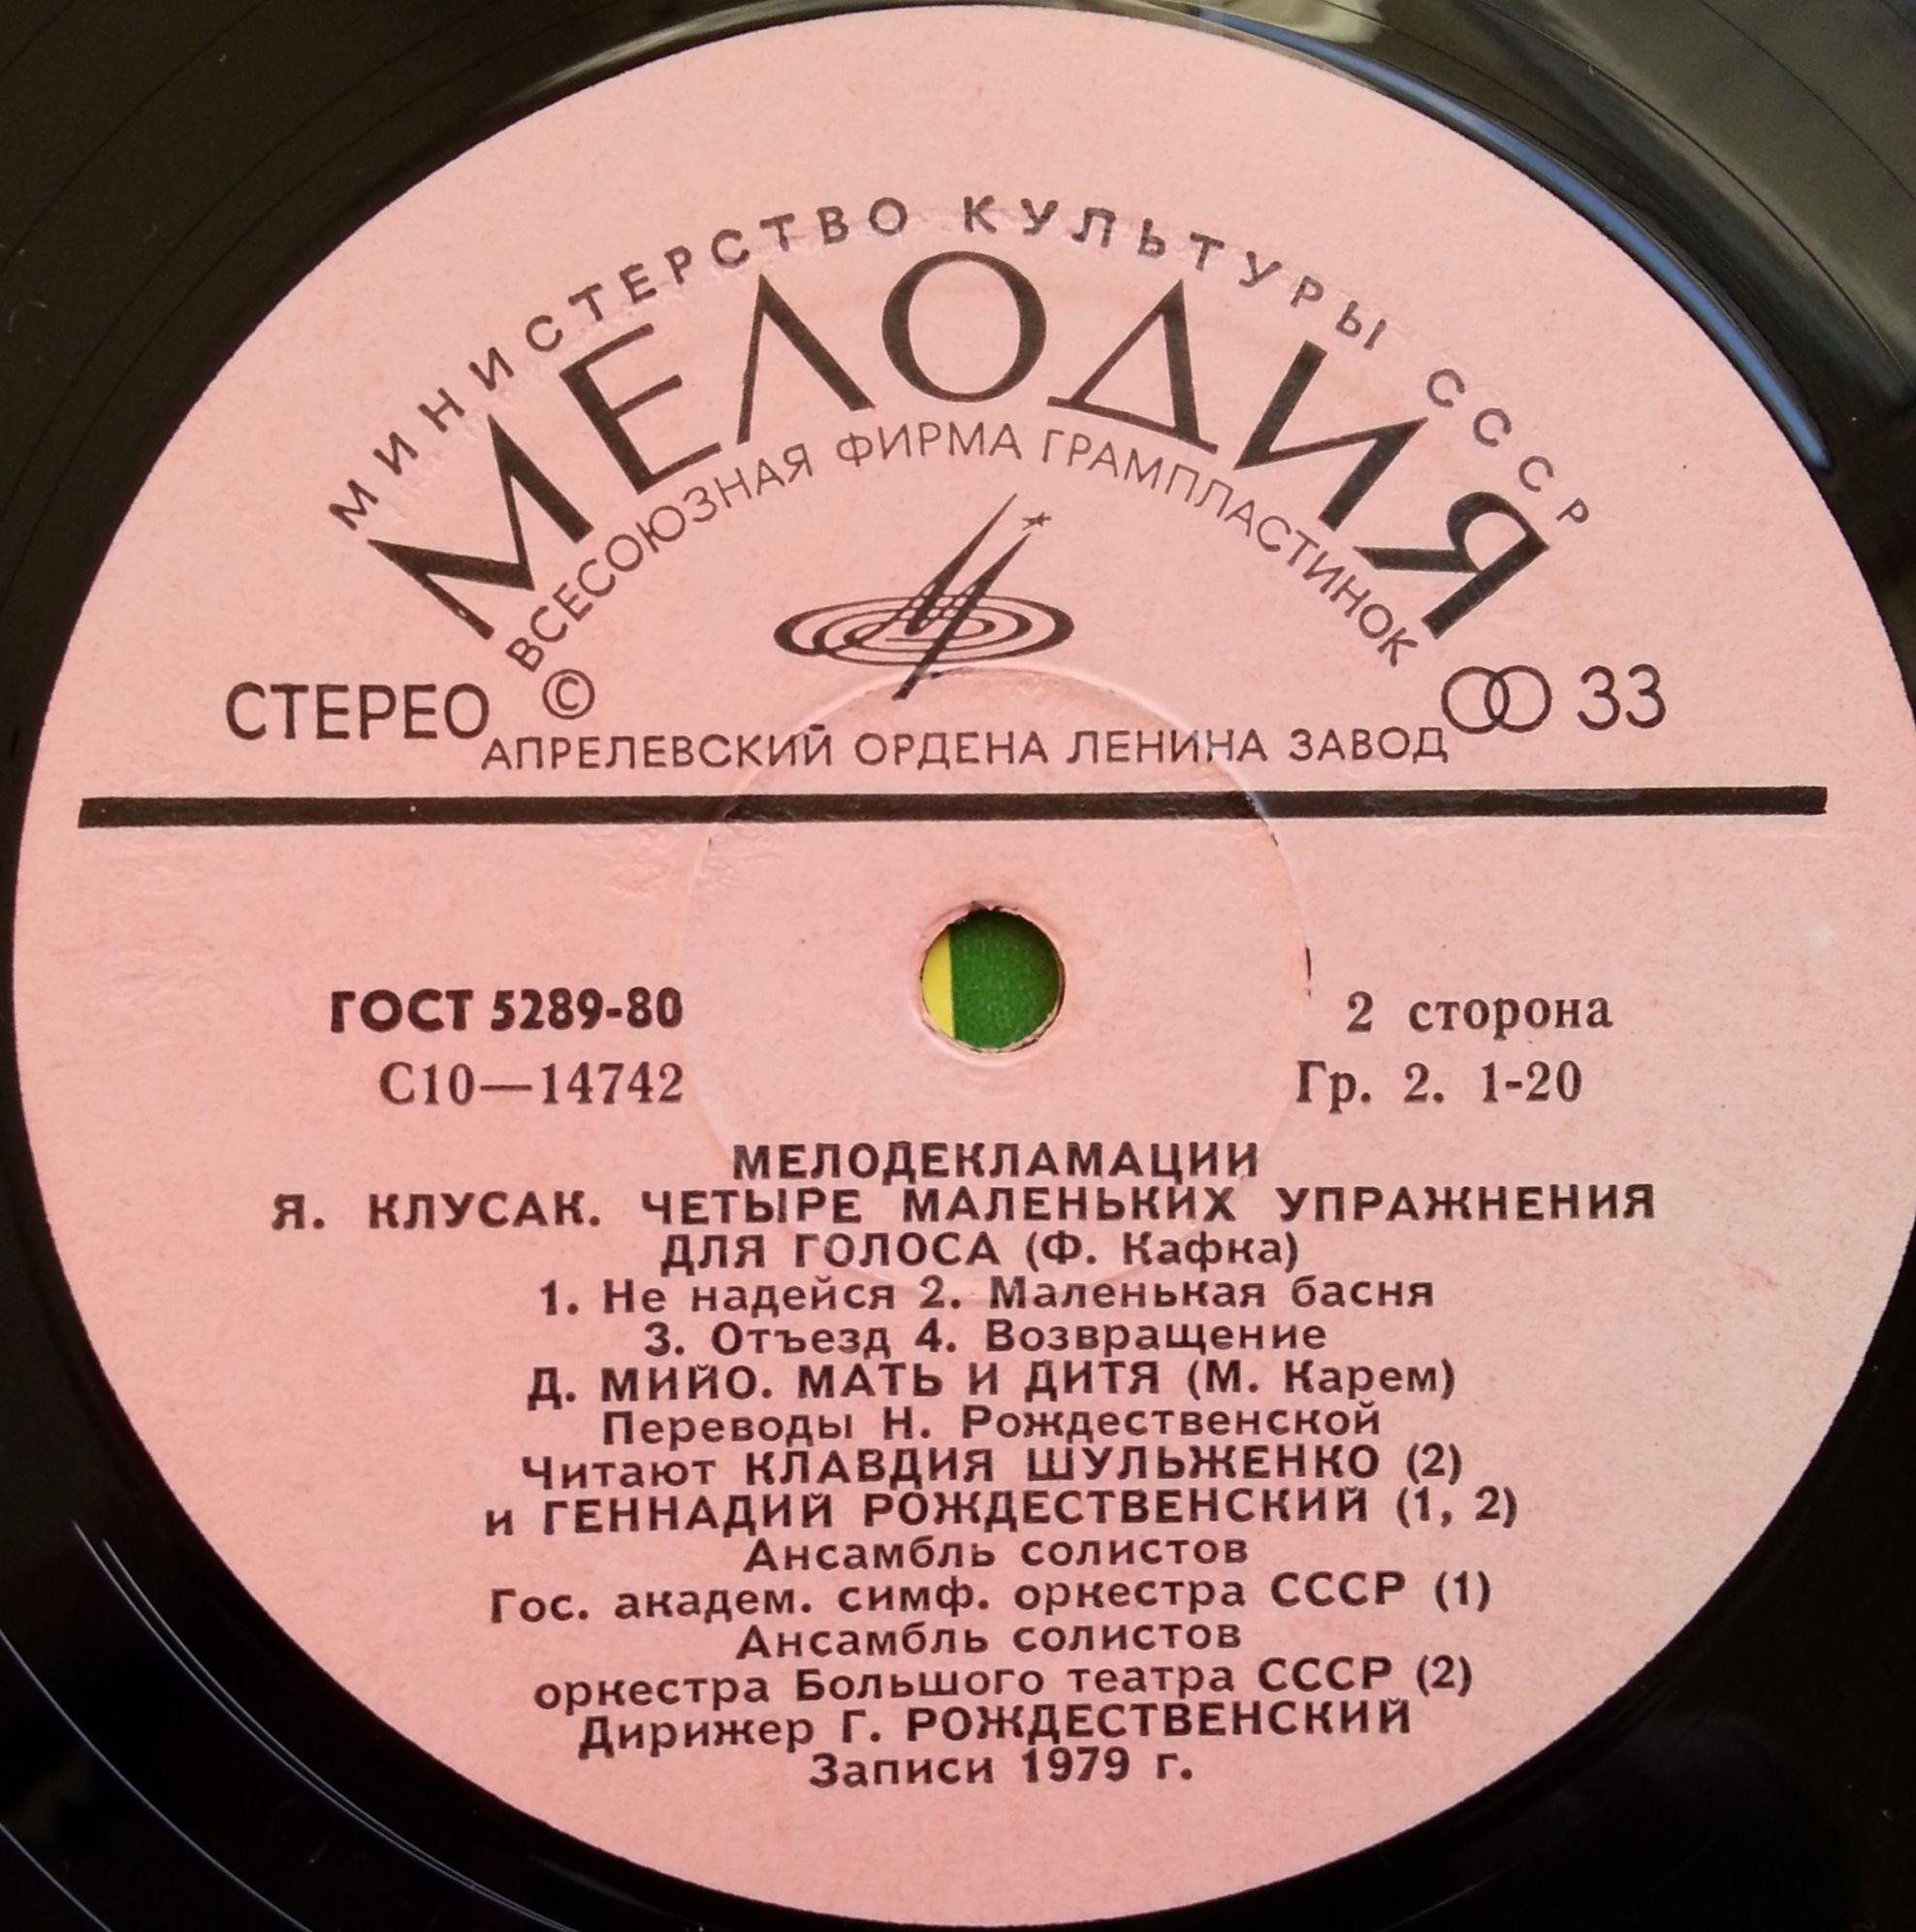 МИНИСТЕРСТВО КУЛЬТУРЫ СССР
МЕЛОДИЯ
ВСЕСОЮЗНАЯ ФИРМА ГРАМПЛАСТИНОК
СТЕРЕО © 33
АПРЕЛЕВСКИЙ ОРДЕНА ЛЕНИНА ЗАВОД
ГОСТ 5289-80
2 сторона
С10—14742
Гр. 2. 1-20
МЕЛОДЕКЛАМАЦИИ
Я. КЛУСАК. ЧЕТЫРЕ МАЛЕНЬКИХ УПРАЖНЕНИЯ
ДЛЯ ГОЛОСА (Ф. Кафка)
1. Не надейся 2. Маленькая басня
3. Отъезд 4. Возвращение
Д. МИЙО. МАТЬ И ДИТЯ (М. Карем)
Переводы Н. Рождественской
Читают КЛАВДИЯ ШУЛЬЖЕНКО (2)
и ГЕННАДИЙ РОЖДЕСТВЕНСКИЙ (1, 2)
Ансамбль солистов
Гос. академ. симф. оркестра СССР (1)
Ансамбль солистов
оркестра Большого театра СССР (2)
Дирижер Г. РОЖДЕСТВЕНСКИЙ
Записи 1979 г.